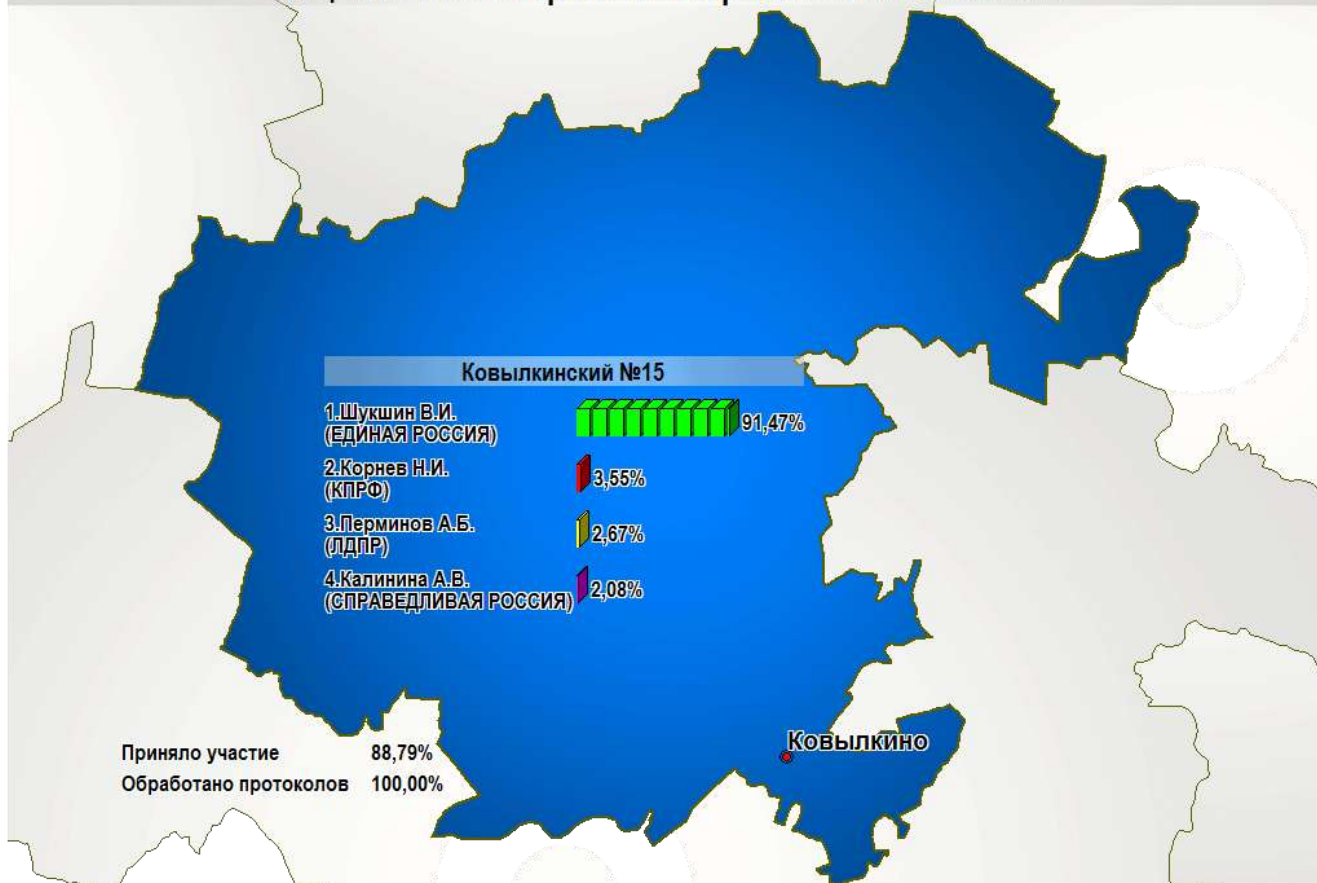 Ковылкинский №15
1.Шукшин В.И.
(ЕДИНАЯ РОССИЯ)
91,47%
2.Корнев Н.И.
(КПРФ)
3,55%
3.Перминов А.Б.
(ЛДПР)
2,67%
4.Калинина А.В.
(СПРАВЕДЛИВАЯ РОССИЯ)
2,08%
Ковылкино
Приняло участие 88,79%
Обработано протоколов 100,00%